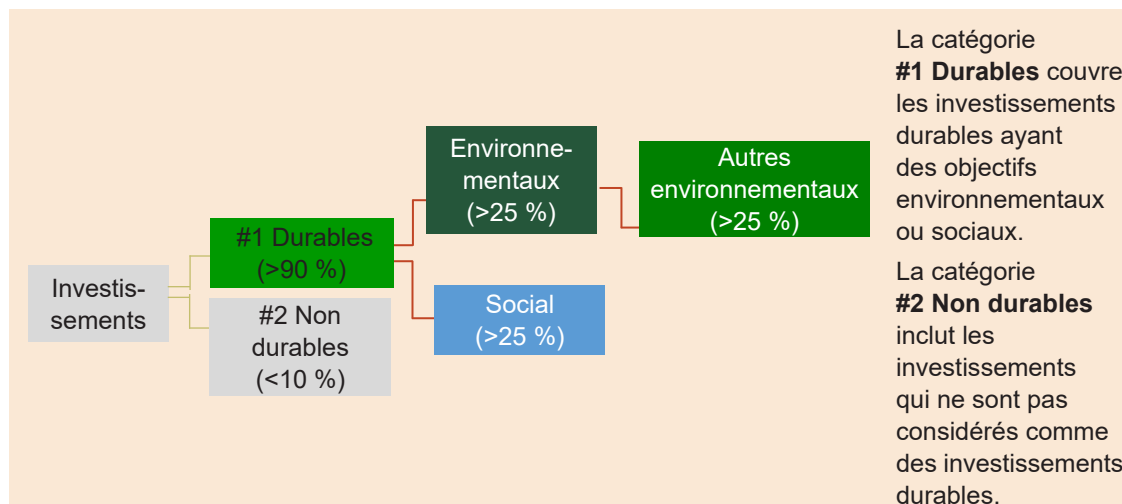 Investis-
sements
#1 Durables
(>90 %)
#2 Non
durables
(<10 %)
Environne-
mentaux
(>25 %)
Social
(>25 %)
Autres
environnementaux
(>25 %)
La catégorie
#1 Durables couvre
les investissements
durables ayant
des objectifs
environnementaux
ou sociaux.
La catégorie
#2 Non durables
inclut les
investissements
qui ne sont pas
considérés comme
des investissements
durables.